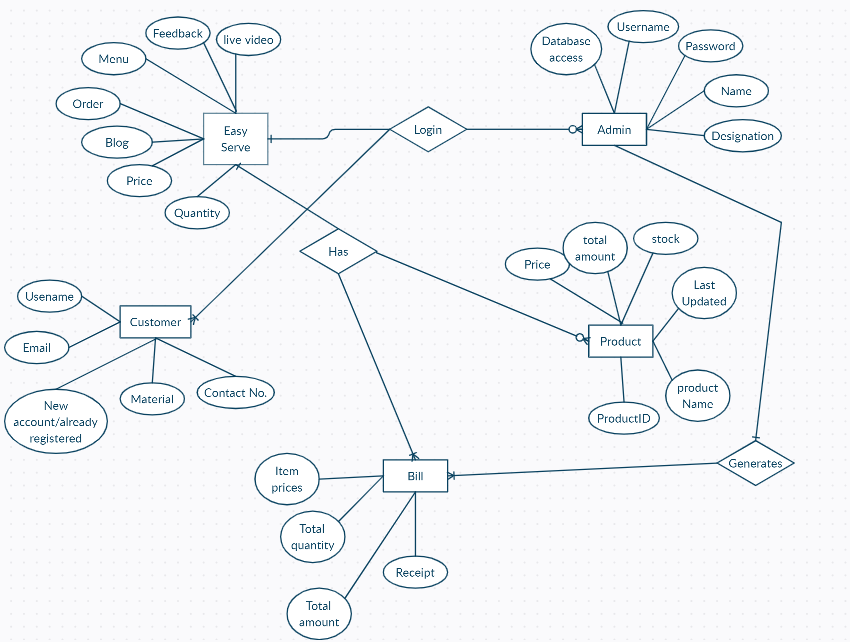 Feedback
live video
Menu
Order
Blog
Price
Quantity
Easy
Serve
Login
Database
access
Username
Password
Name
Designation
Admin
Has
Price
total
amount
stock
Last
Updated
Product
product
Name
ProductID
Usename
Email
Customer
New
account/already
registered
Material
Contact No.
Item
prices
Total
quantity
Total
amount
Bill
Receipt
Generates